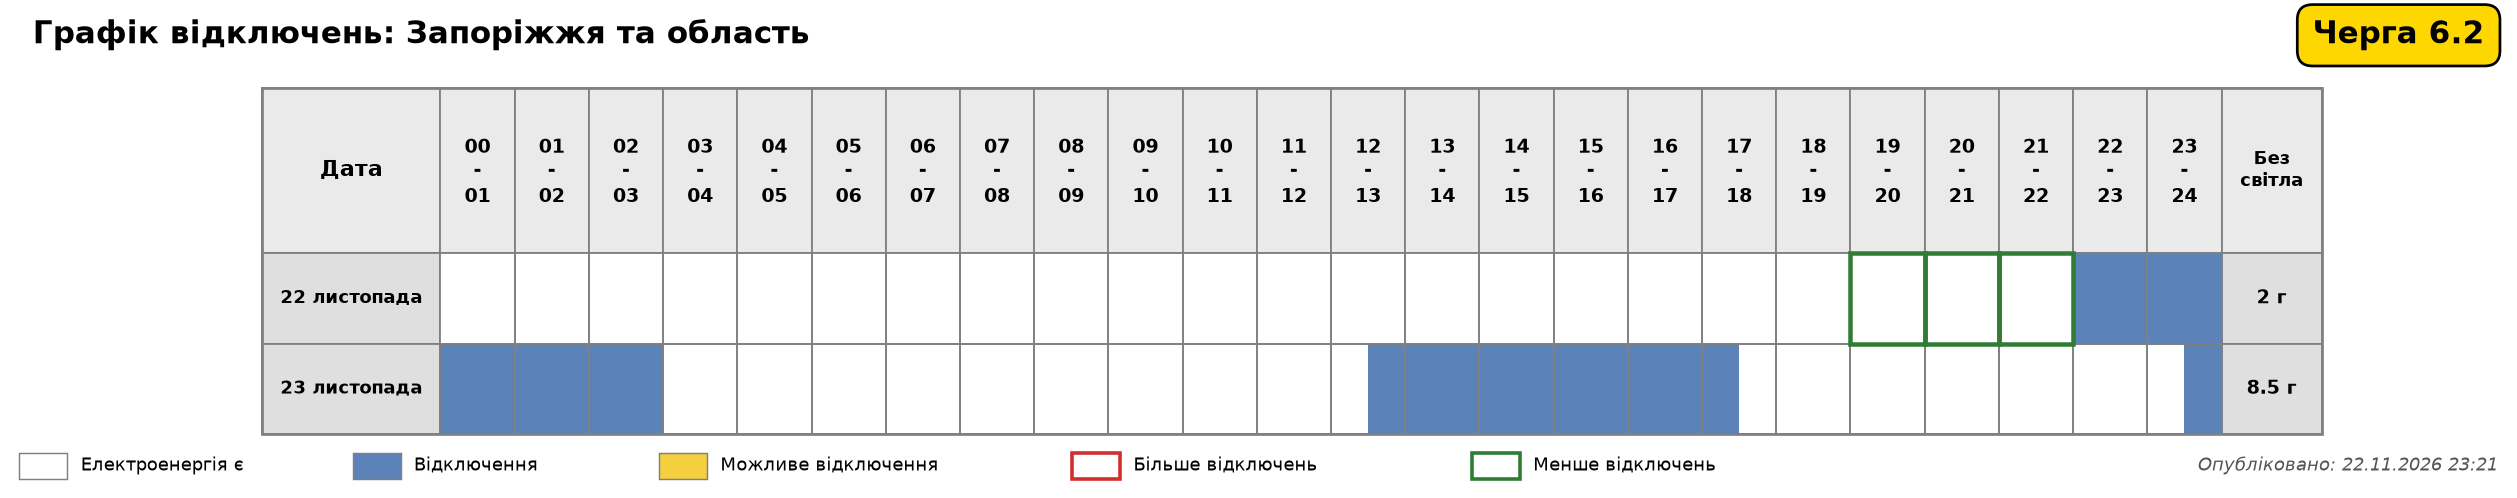 Графік відключень: Запоріжжя та область
Черга 6.2
Дата
00 - 01
01 - 02
02 - 03
03 - 04
04 - 05
05 - 06
06 - 07
07 - 08
08 - 09
09 - 10
10 - 11
11 - 12
12 - 13
13 - 14
14 - 15
15 - 16
16 - 17
17 - 18
18 - 19
19 - 20
20 - 21
21 - 22
22 - 23
23 - 24
Без світла
22 листопада
2 г
23 листопада
8.5 г
Електроенергія є
Відключення
Можливе відключення
Більше відключень
Менше відключень
Опубліковано: 22.11.2026 23:21